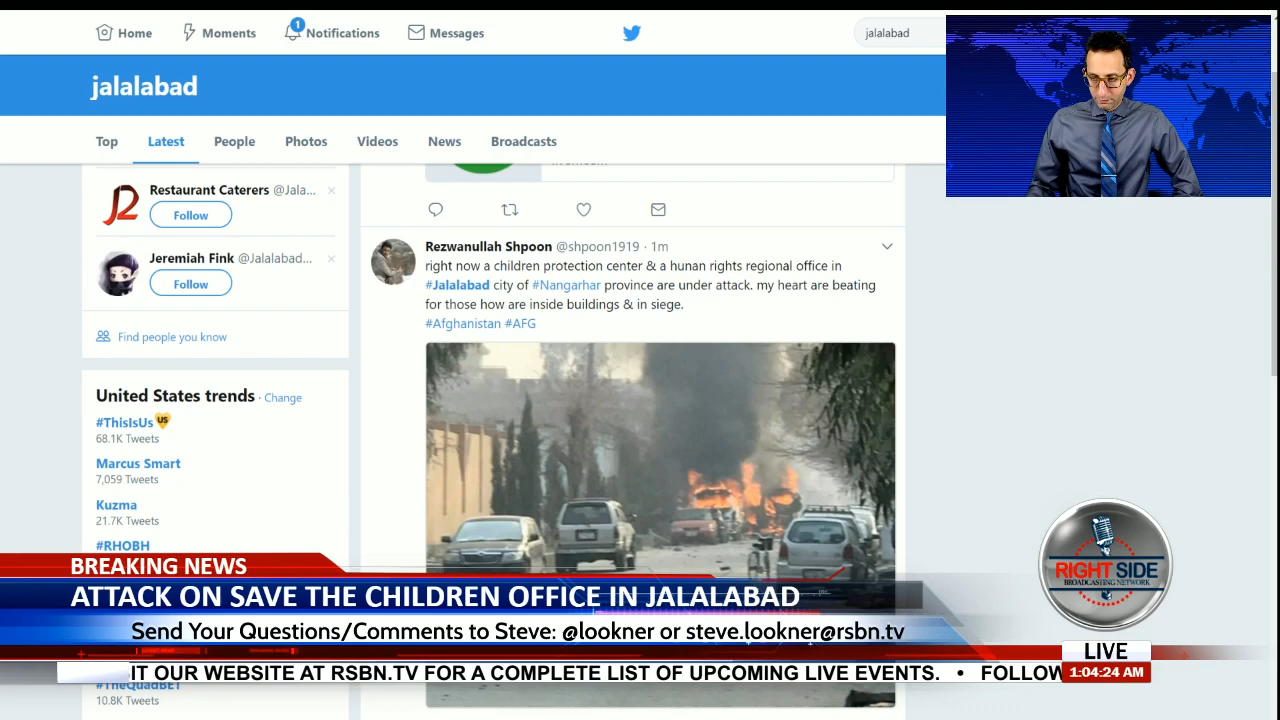 Home
Moments
1
Notifications
Messages
jalalabad
jalalabad
Top
Latest
People
Photos
Videos
News
Broadcasts
J2
Restaurant Caterers @Jala...
Follow
Jeremiah Fink @Jalalabad...
Follow
Find people you know
United States trends · Change
#ThisIsUs US
68.1K Tweets
Marcus Smart
7,059 Tweets
Kuzma
21.7K Tweets
#RHOBH
#TheQuadBET
10.8K Tweets
Rezwanullah Shpoon @shpoon1919 · 1m
right now a children protection center & a hunan rights regional office in
#Jalalabad city of #Nangarhar province are under attack. my heart are beating
for those how are inside buildings & in siege.
#Afghanistan #AFG
RIGHT SIDE
BROADCASTING NETWORK
BREAKING NEWS
ATTACK ON SAVE THE CHILDREN OFFICE IN JALALABAD
Send Your Questions/Comments to Steve: @lookner or steve.lookner@rsbn.tv
LIVE
1:04:24 AM
IT OUR WEBSITE AT RSBN.TV FOR A COMPLETE LIST OF UPCOMING LIVE EVENTS. • FOLLOW